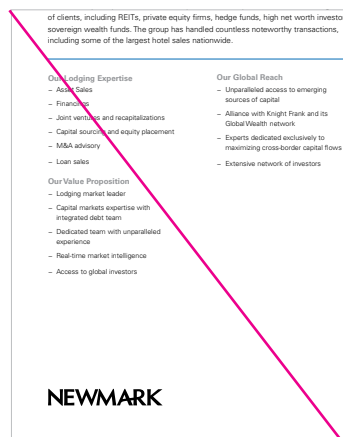 of clients, including REITs, private equity firms, hedge funds, high net worth investo
sovereign wealth funds. The group has handled countless noteworthy transactions,
including some of the largest hotel sales nationwide.
Our Lodging Expertise
– Asset Sales
– Financings
– Joint ventures and recapitalizations
– Capital sourcing and equity placement
– M&A advisory
– Loan sales
Our Value Proposition
– Lodging market leader
– Capital markets expertise with
integrated debt team
– Dedicated team with unparalleled
experience
– Real-time market intelligence
– Access to global investors
Our Global Reach
– Unparalleled access to emerging
sources of capital
– Alliance with Knight Frank and its
Global Wealth network
– Experts dedicated exclusively to
maximizing cross-border capital flows
– Extensive network of investors
NEWMARK